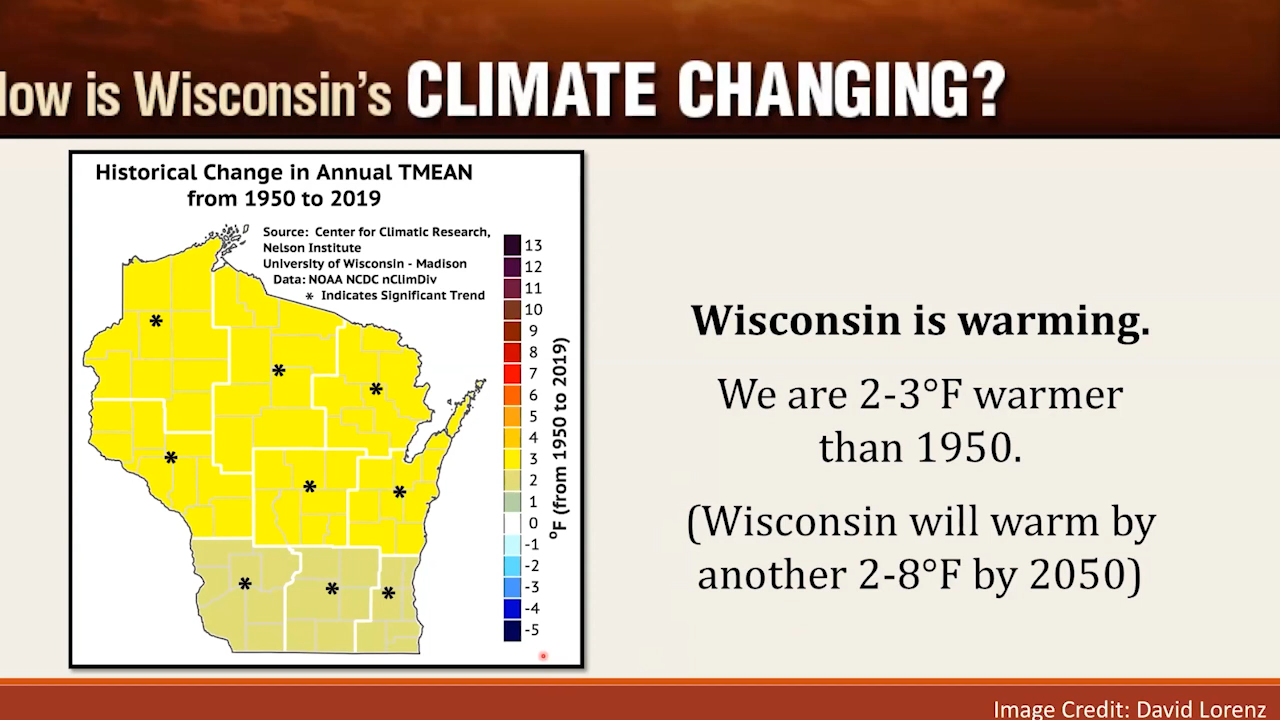 How is Wisconsin's CLIMATE CHANGING?
Historical Change in Annual TMEAN
from 1950 to 2019
Source: Center for Climatic Research,
Nelson Institute
University of Wisconsin - Madison
Data: NOAA NCDC nClimDiv
* Indicates Significant Trend
13
12
11
10
9
8
7
6
5
4
3
2
1
0
-1
-2
-3
-4
-5
°F (from 1950 to 2019)
Wisconsin is warming.
We are 2-3°F warmer
than 1950.
(Wisconsin will warm by
another 2-8°F by 2050)
Image Credit: David Lorenz